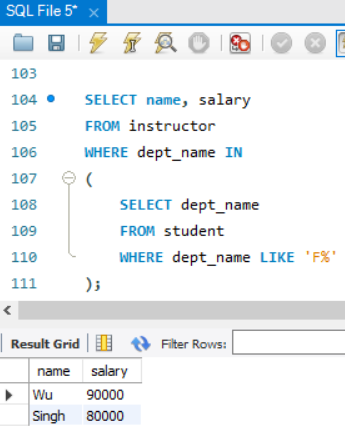 SQL File 5*
103
104 SELECT name, salary
105 FROM instructor
106 WHERE dept_name IN
107 (
108 SELECT dept_name
109 FROM student
110 WHERE dept_name LIKE 'F%'
111 );
Result Grid Filter Rows:
name salary
Wu 90000
Singh 80000